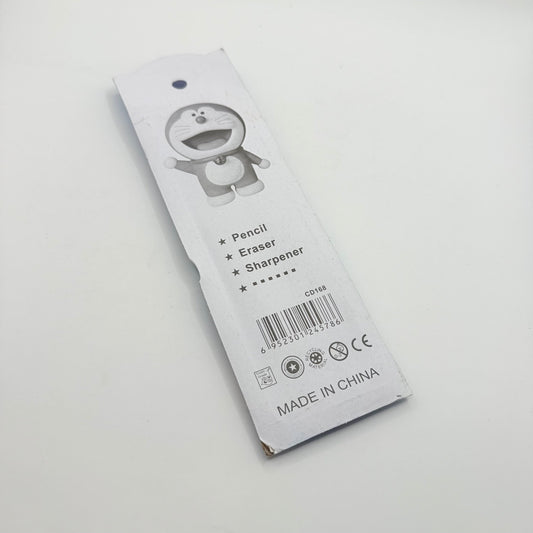 ★ Pencil
★ Eraser
★ Sharpener
★ ▪ ▪ ▪ ▪ ▪ ▪
CD168
6 952301 245786
CE
MADE IN CHINA